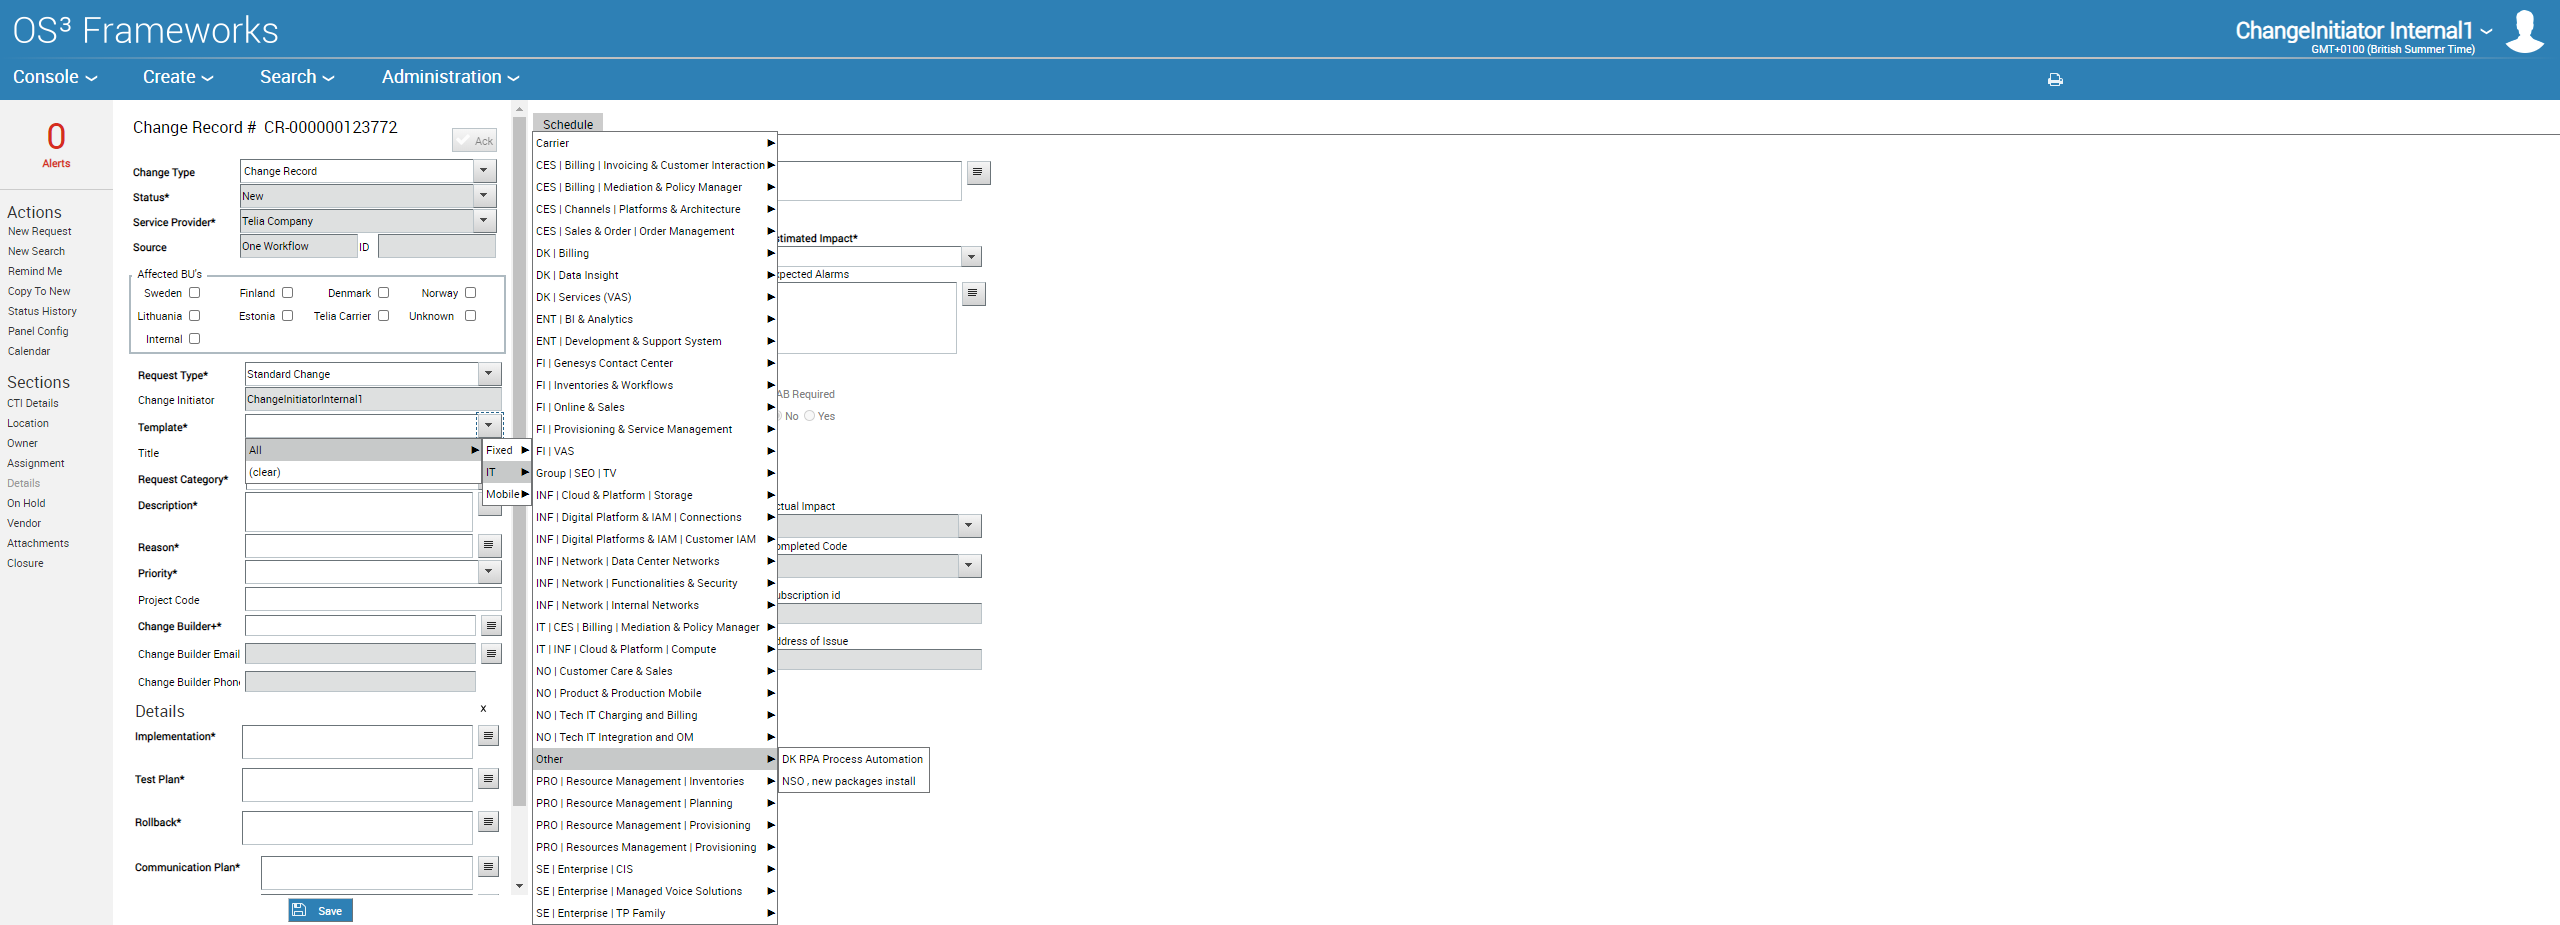 OS³ Frameworks
ChangeInitiator Internal1
GMT+0100 (British Summer Time)
Console
Create
Search
Administration
0
Alerts
Actions
New Request
New Search
Remind Me
Copy To New
Status History
Panel Config
Calendar
Sections
CTI Details
Location
Owner
Assignment
Details
On Hold
Vendor
Attachments
Closure
Change Record # CR-000000123772
Ack
Change Type Change Record
Status* New
Service Provider* Telia Company
Source One Workflow ID
Affected BU's
Sweden Finland Denmark Norway
Lithuania Estonia Telia Carrier Unknown
Internal
Request Type* Standard Change
Change Initiator ChangeInitiatorInternal1
Template*
Title
Request Category*
Description*
Reason*
Priority*
Project Code
Change Builder+*
Change Builder Email
Change Builder Phon
Details x
Implementation*
Test Plan*
Rollback*
Communication Plan*
Save
All
(clear)
Fixed
IT
Mobile
Schedule
Carrier
CES | Billing | Invoicing & Customer Interaction
CES | Billing | Mediation & Policy Manager
CES | Channels | Platforms & Architecture
CES | Sales & Order | Order Management
DK | Billing
DK | Data Insight
DK | Services (VAS)
ENT | BI & Analytics
ENT | Development & Support System
FI | Genesys Contact Center
FI | Inventories & Workflows
FI | Online & Sales
FI | Provisioning & Service Management
FI | VAS
Group | SEO | TV
INF | Cloud & Platform | Storage
INF | Digital Platform & IAM | Connections
INF | Digital Platforms & IAM | Customer IAM
INF | Network | Data Center Networks
INF | Network | Functionalities & Security
INF | Network | Internal Networks
IT | CES | Billing | Mediation & Policy Manager
IT | INF | Cloud & Platform | Compute
NO | Customer Care & Sales
NO | Product & Production Mobile
NO | Tech IT Charging and Billing
NO | Tech IT Integration and OM
Other
PRO | Resource Management | Inventories
PRO | Resource Management | Planning
PRO | Resource Management | Provisioning
PRO | Resources Management | Provisioning
SE | Enterprise | CIS
SE | Enterprise | Managed Voice Solutions
SE | Enterprise | TP Family
DK RPA Process Automation
NSO , new packages install
timated Impact*
pected Alarms
AB Required
No Yes
ctual Impact
ompleted Code
ubscription id
ddress of Issue